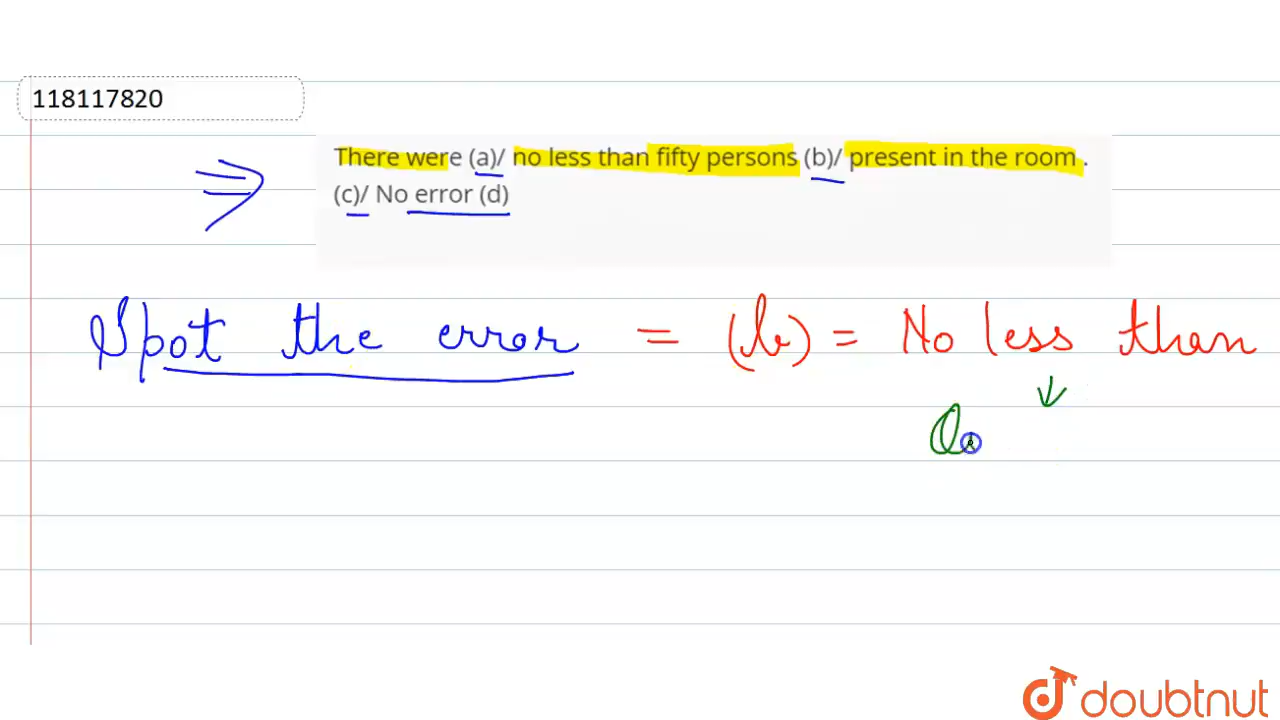 118117820
There were (a)/ no less than fifty persons (b)/ present in the room .
(c)/ No error (d)
Spot the error = (b) = No less than
doubtnut